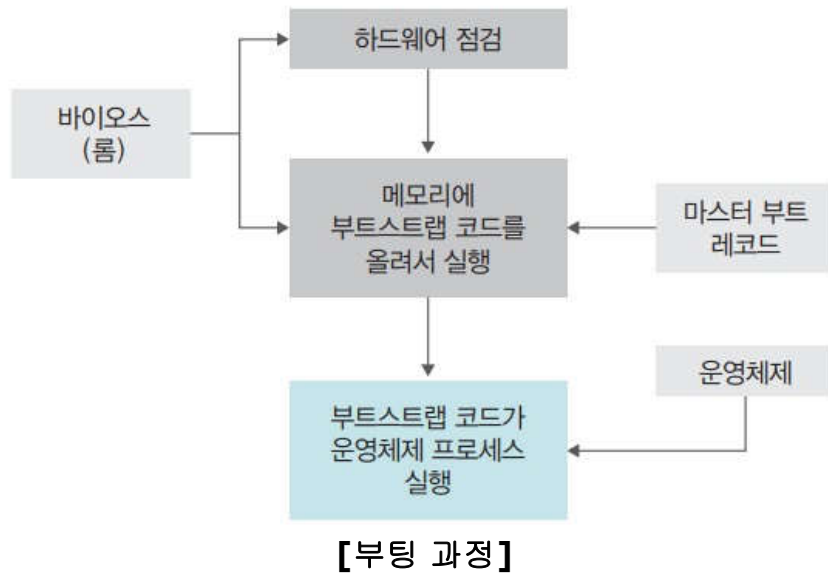 하드웨어 점검
바이오스
(롬)
메모리에
부트스트랩 코드를
올려서 실행
마스터 부트
레코드
운영체제
부트스트랩 코드가
운영체제 프로세스
실행
[부팅 과정]